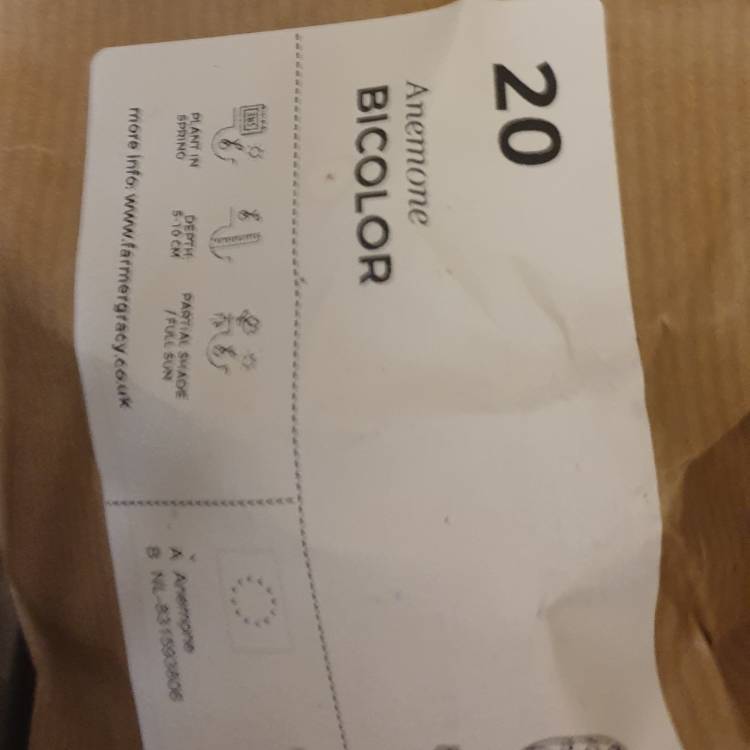 20
Anemone
BICOLOR
PLANT IN
SPRING
DEPTH:
5-10 CM
PARTIAL SHADE
/FULL SUN
more info: www.farmergracy.co.uk
A Anemone
B NL-831593806